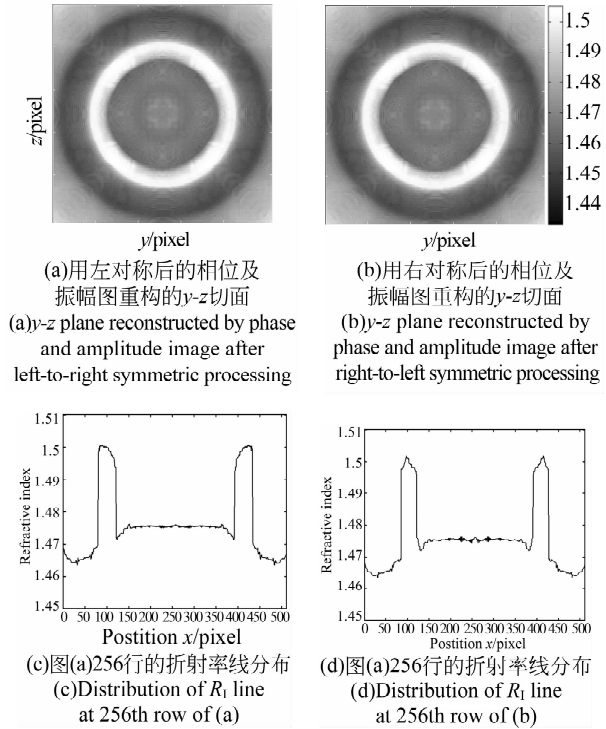 1.5
1.49
1.48
1.47
1.46
1.45
1.44
z/pixel
y/pixel
y/pixel
(a)用左对称后的相位及
振幅图重构的y-z切面
(a)y-z plane reconstructed by phase
and amplitude image after
left-to-right symmetric processing
(b)用右对称后的相位及
振幅图重构的y-z切面
(b)y-z plane reconstructed by
phase and amplitude image after
right-to-left symmetric processing
1.51
1.5
1.49
1.48
1.47
1.46
1.45
Refractive index
0 50 100 150 200 250 300 350 400 450 500
Postition x/pixel
(c)图(a)256行的折射率线分布
(c)Distribution of RI line
at 256th row of (a)
1.51
1.5
1.49
1.48
1.47
1.46
1.45
Refractive index
0 50 100 150 200 250 300 350 400 450 500
Postition x/pixel
(d)图(a)256行的折射率线分布
(d)Distribution of RI line
at 256th row of (b)